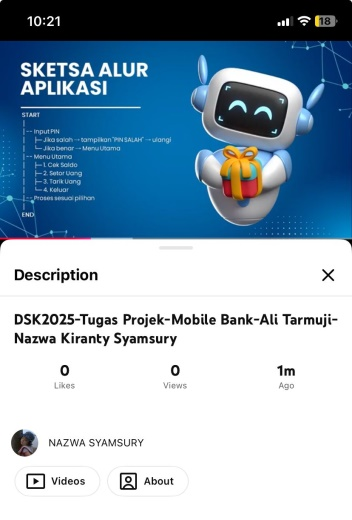 10:21
18
SKETSA ALUR
APLIKASI
START
Input PIN
Jika salah → tampilkan "PIN SALAH" → ulangi
Jika benar → Menu Utama
Menu Utama
1. Cek Saldo
2. Setor Uang
3. Tarik Uang
4. Keluar
Proses sesuai pilihan
END
Description
DSK2025-Tugas Projek-Mobile Bank-Ali Tarmuji-
Nazwa Kiranty Syamsury
0 0 1m
Likes Views Ago
NAZWA SYAMSURY
Videos About